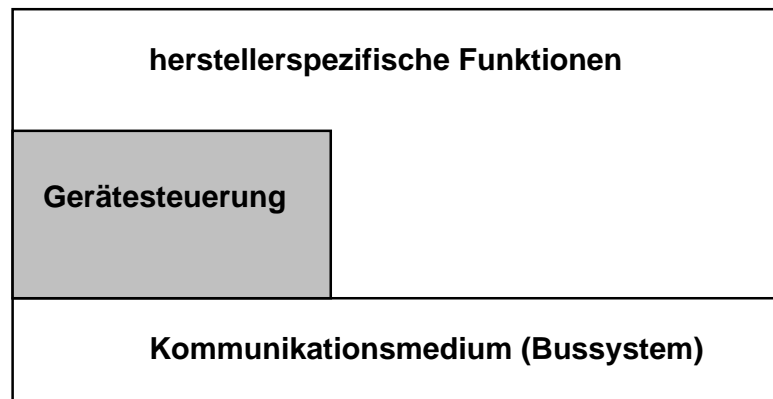 herstellerspezifische Funktionen
Gerätesteuerung
Kommunikationsmedium (Bussystem)